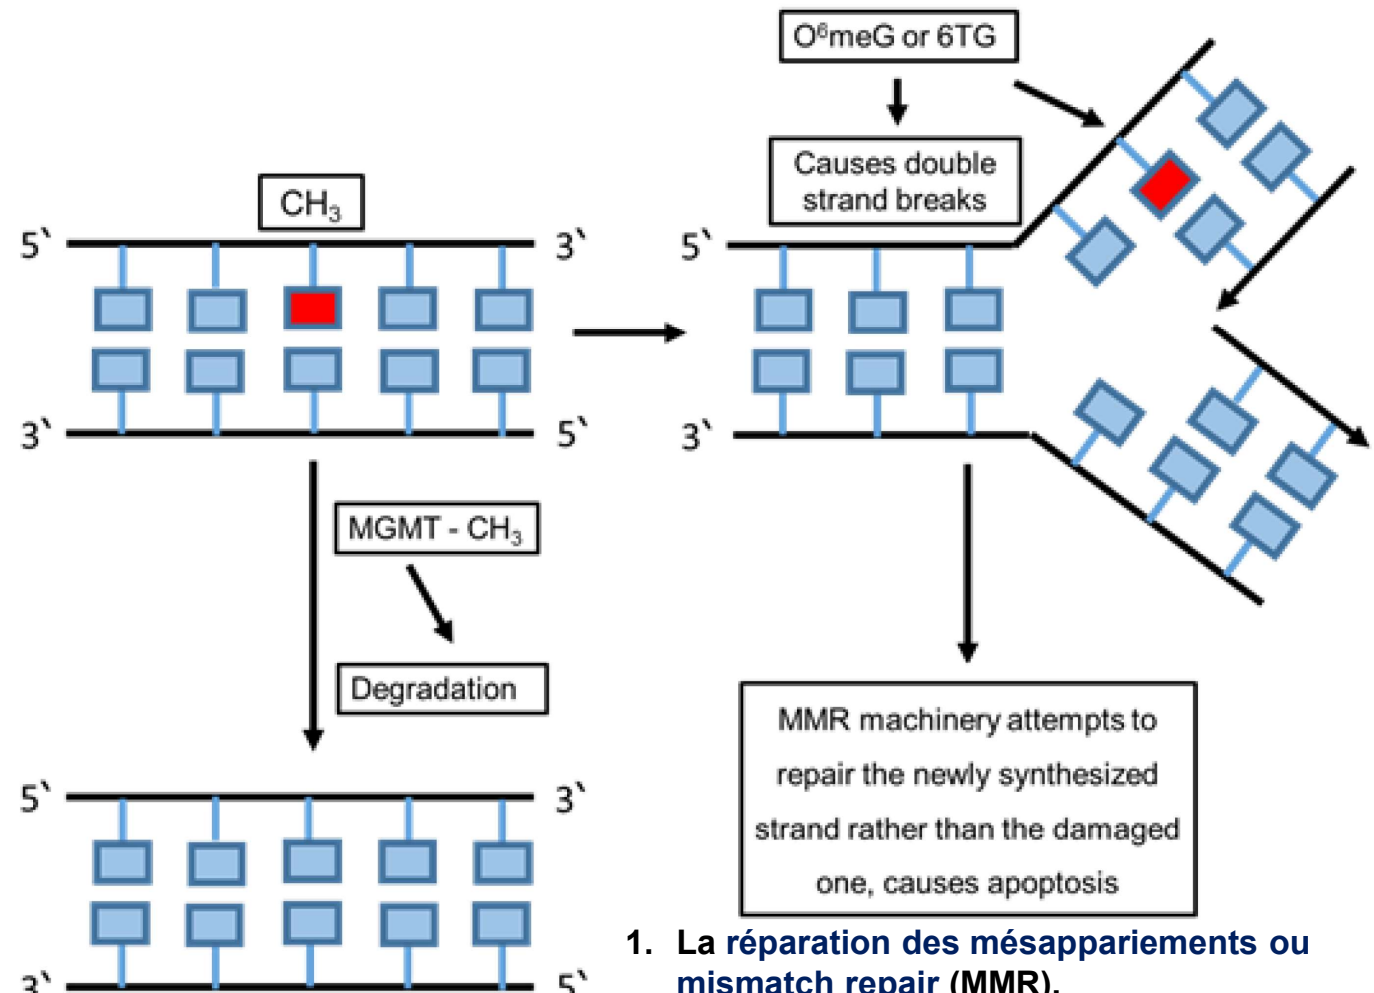 O⁶meG or 6TG
Causes double
strand breaks
CH₃
5` 3`
3` 5`
5`
3`
MGMT - CH₃
Degradation
MMR machinery attempts to
repair the newly synthesized
strand rather than the damaged
one, causes apoptosis
5` 3`
3` 5`
1. La réparation des mésappariements ou
mismatch repair (MMR).